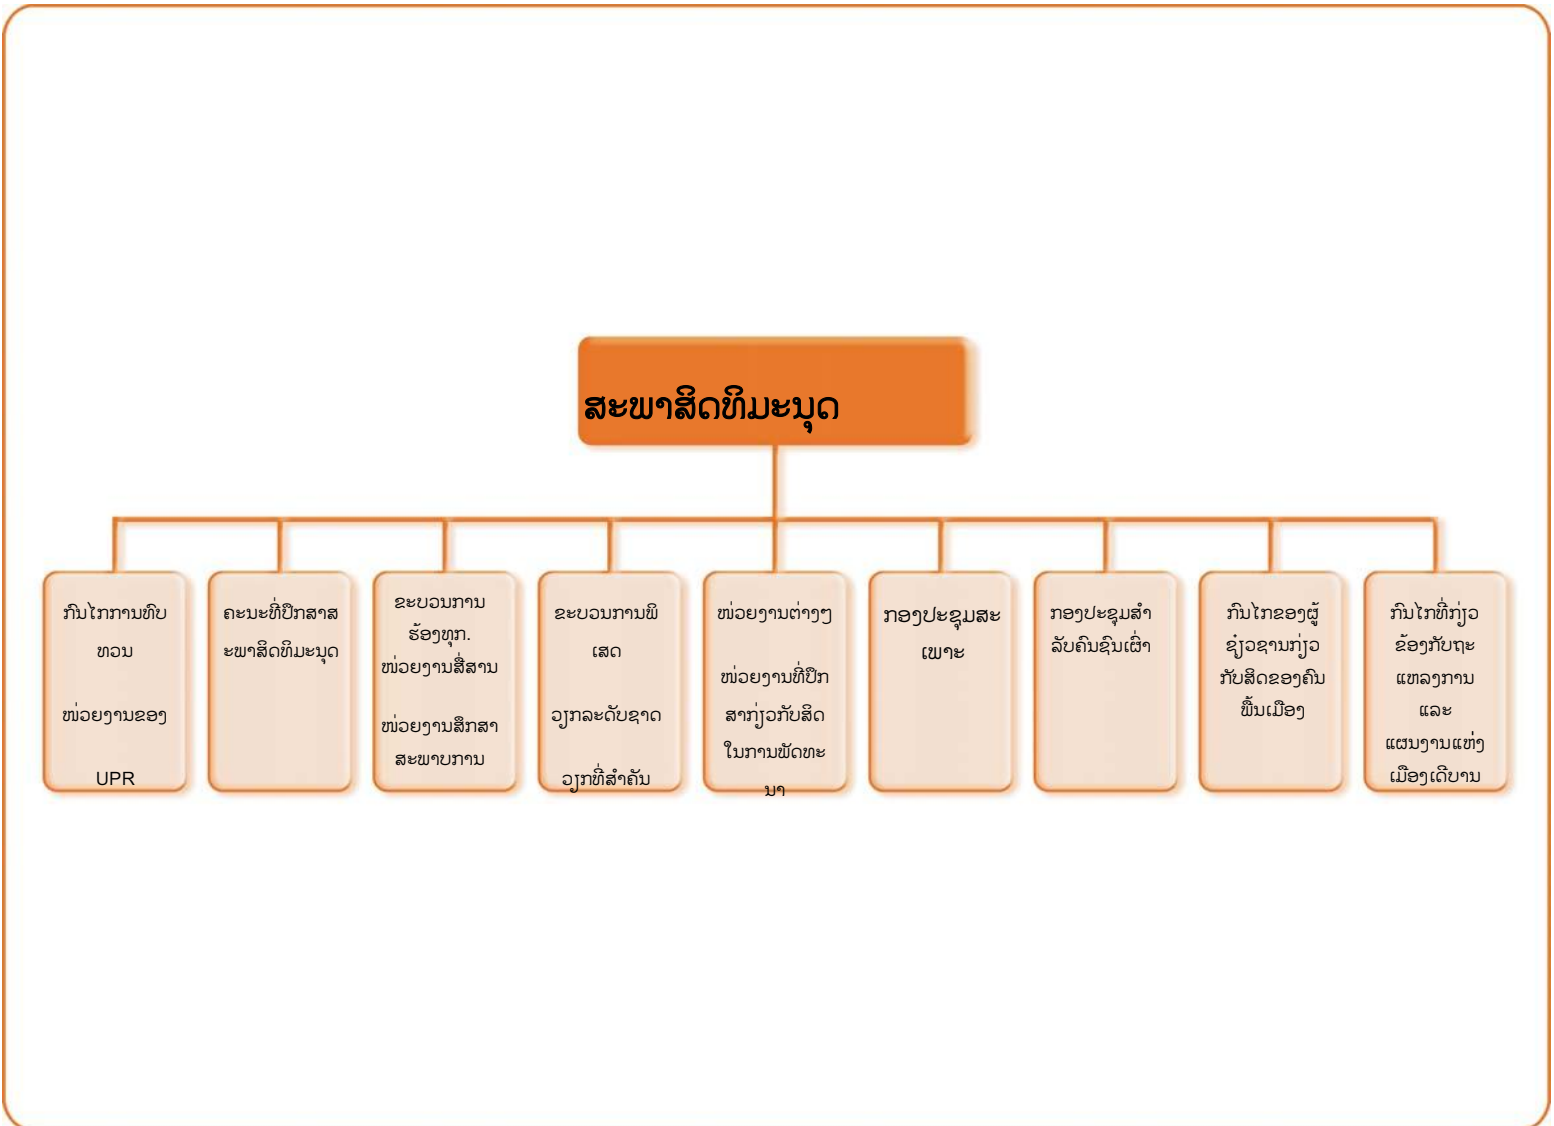 ສະພາສິດທິມະນຸດ
ກົນໄກການທົບ
ທວນ
ໜ່ວຍງານຂອງ
UPR
ຄະນະທີ່ປຶກສາສ
ະພາສິດທິມະນຸດ
ຂະບວນການ
ຮ້ອງທຸກ.
ໜ່ວຍງານສື່ສານ
ໜ່ວຍງານສຶກສາ
ສະພາບການ
ຂະບວນການພິ
ເສດ
ວຽກລະດັບຊາດ
ວຽກທີ່ສຳຄັນ
ໜ່ວຍງານຕ່າງໆ
ໜ່ວຍງານທີ່ປຶກ
ສາກ່ຽວກັບສິດ
ໃນການພັດທະ
ນາ
ກອງປະຊຸມສະ
ເພາະ
ກອງປະຊຸມສຳ
ລັບຄົນຊົນເຜົ່າ
ກົນໄກຂອງຜູ້
ຊ່ຽວຊານກ່ຽວ
ກັບສິດຂອງຄົນ
ພື້ນເມືອງ
ກົນໄກທີ່ກ່ຽວ
ຂ້ອງກັບຖະ
ແຫລງການ
ແລະ
ແຜນງານແຫ່ງ
ເມືອງເດີບານ